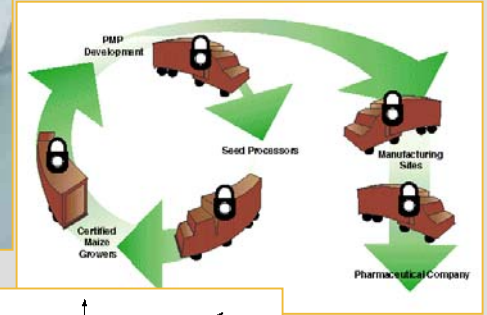 PMP
Development
Seed Processors
Manufacturing
Sites
Certified
Maize
Growers
Pharmaceutical Company